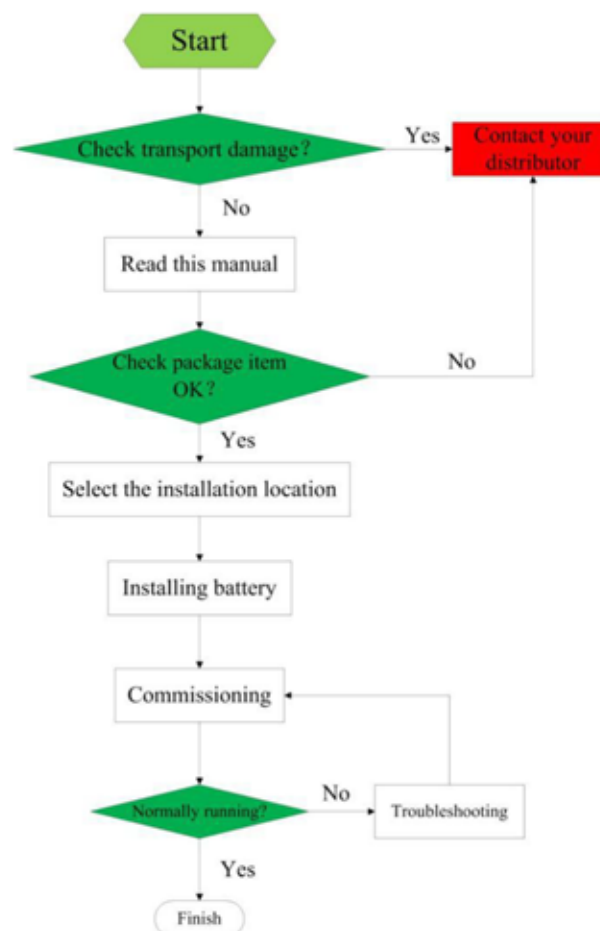 Start
Check transport damage?
Yes
Contact your
distributor
No
Read this manual
Check package item
OK?
No
Yes
Select the installation location
Installing battery
Commissioning
Normally running?
No
Troubleshooting
Yes
Finish